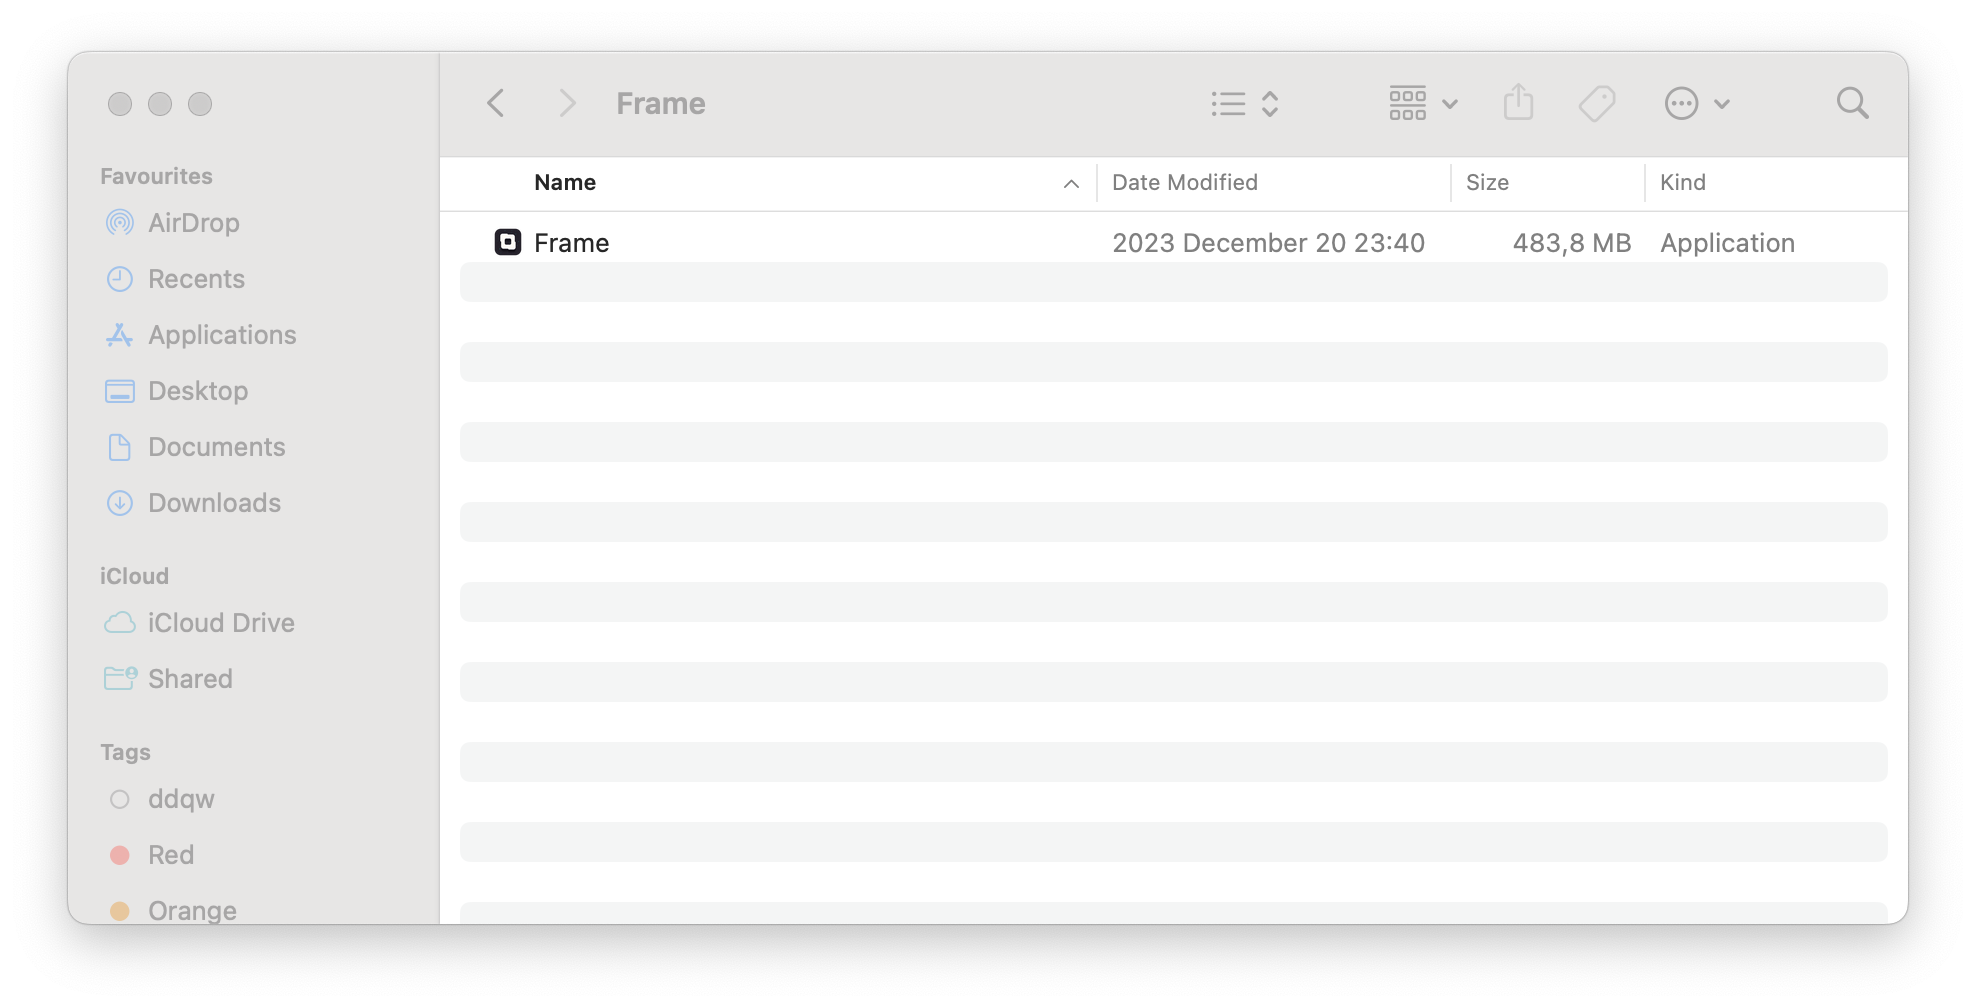 Frame
Favourites
AirDrop
Recents
Applications
Desktop
Documents
Downloads
iCloud
iCloud Drive
Shared
Tags
ddqw
Red
Orange
Name Date Modified Size Kind
Frame 2023 December 20 23:40 483,8 MB Application